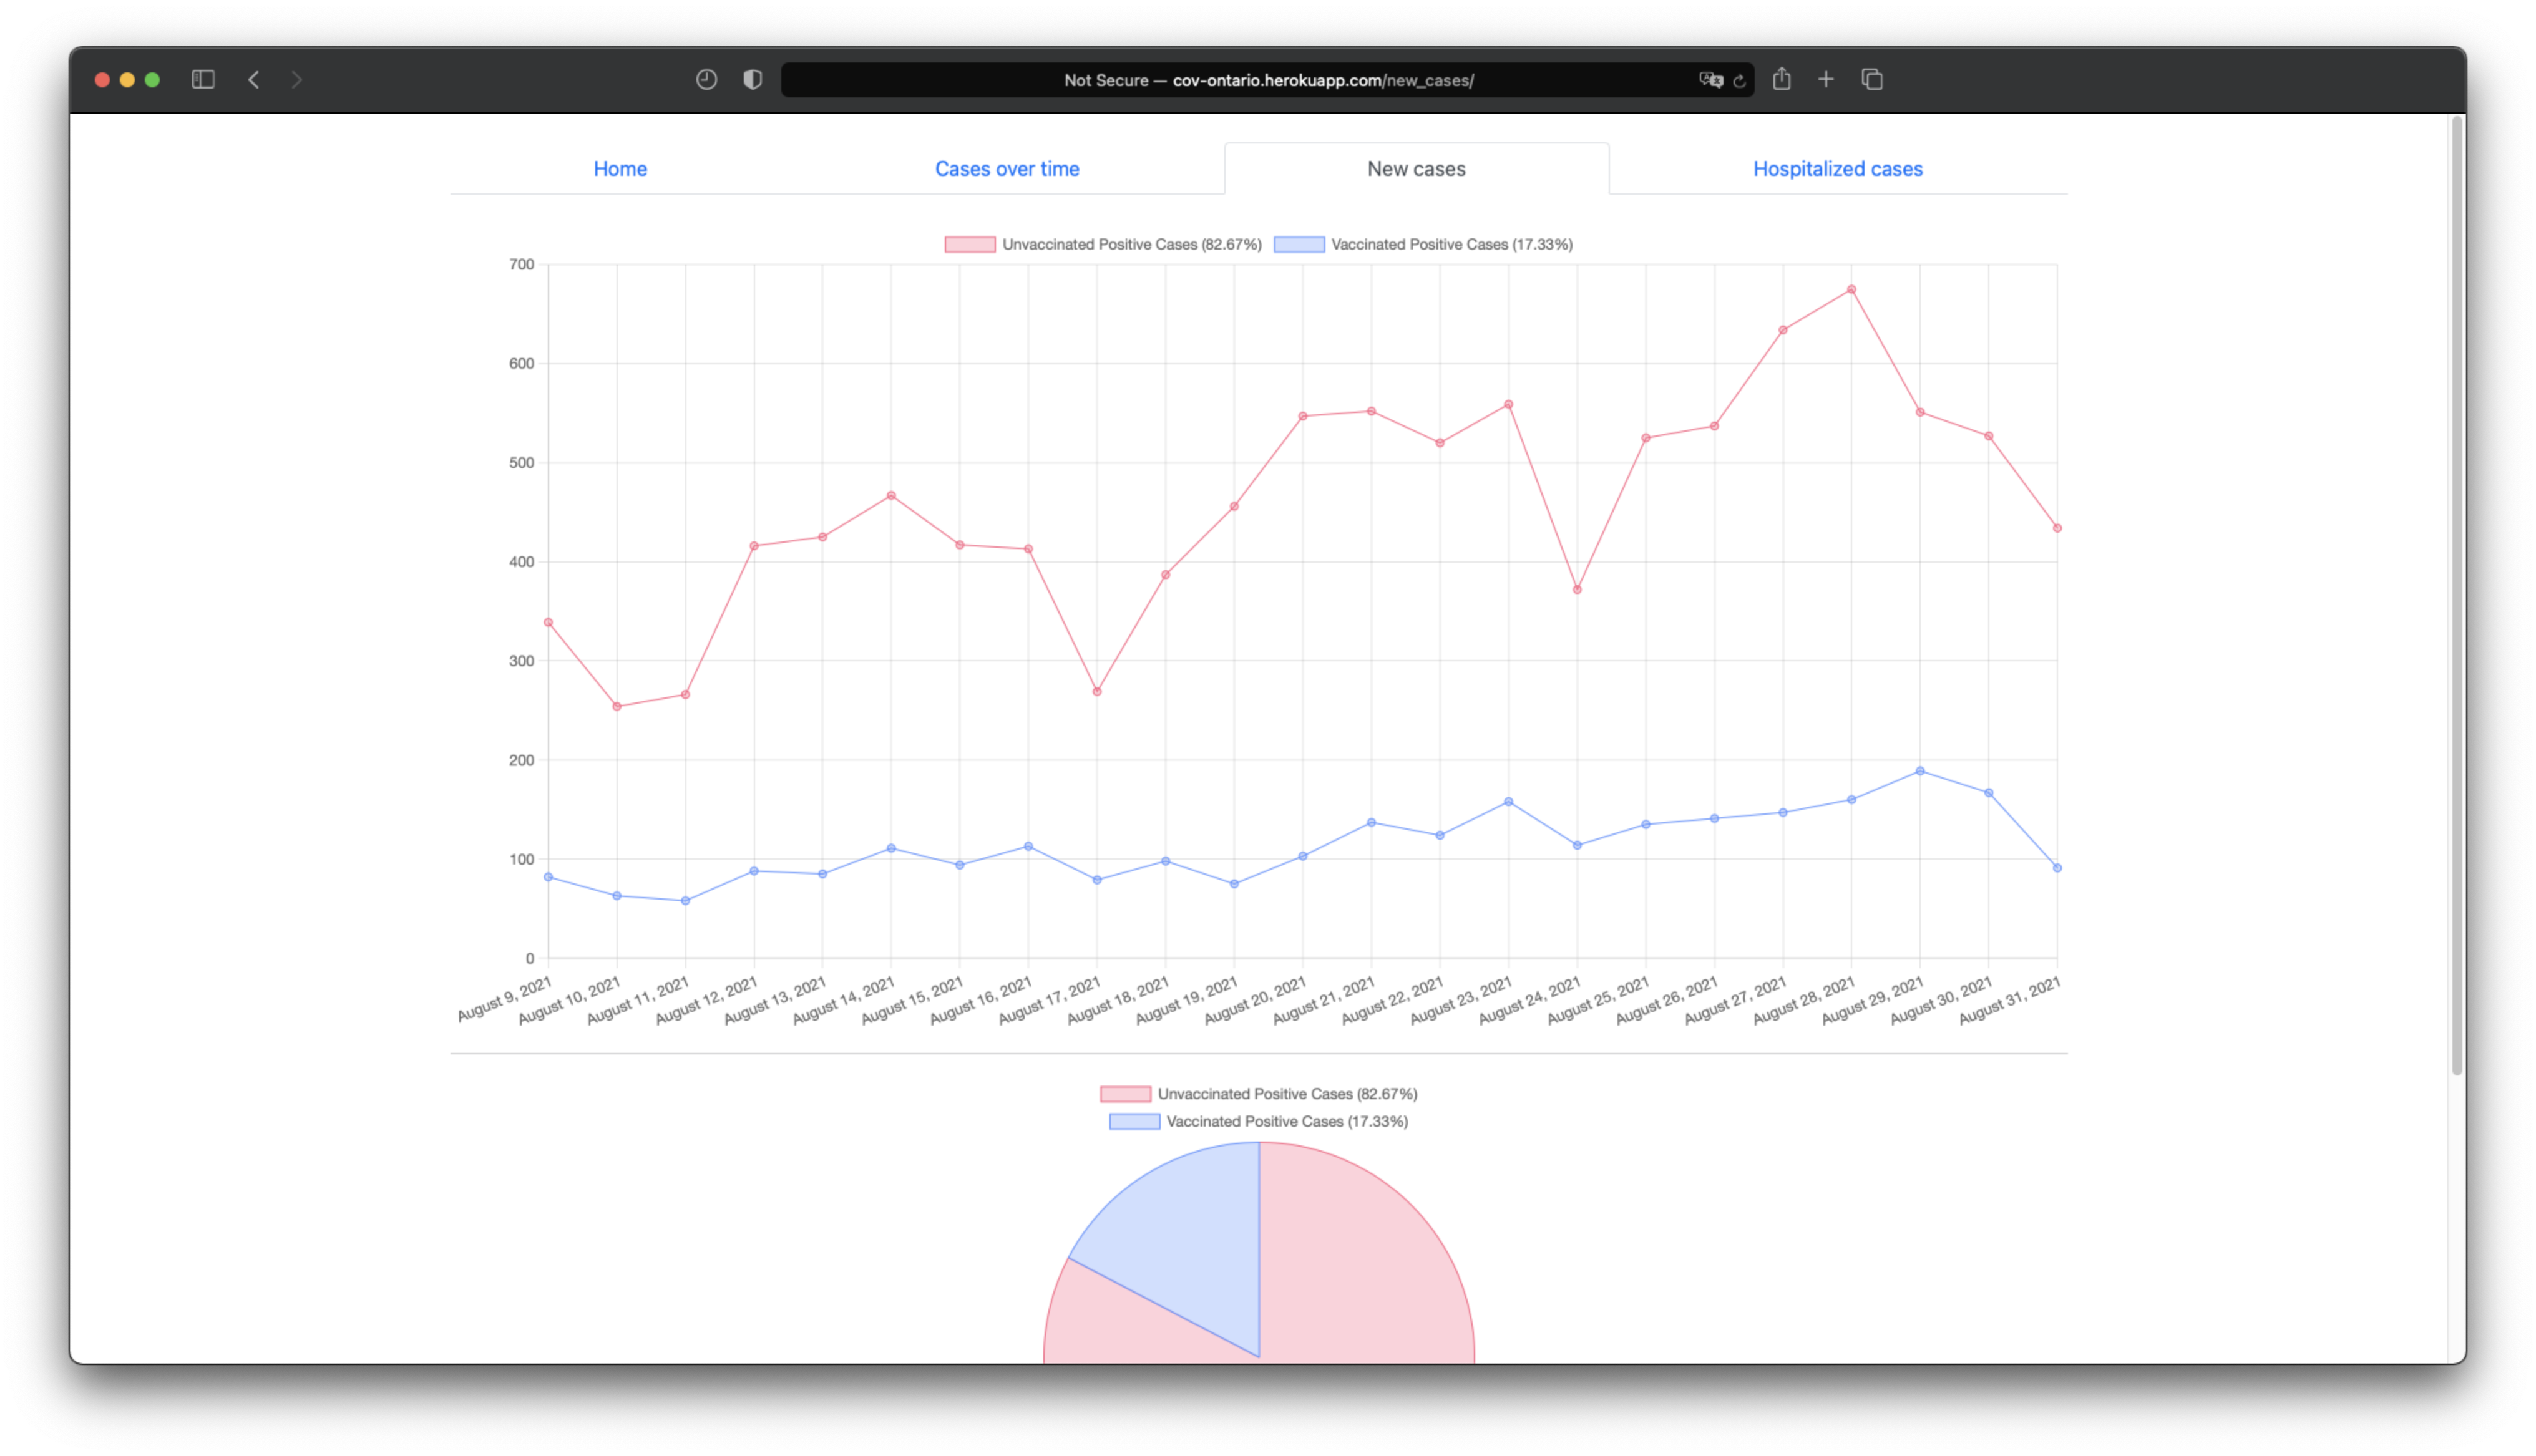 Not Secure — cov-ontario.herokuapp.com/new_cases/
Home Cases over time New cases Hospitalized cases
Unvaccinated Positive Cases (82.67%) Vaccinated Positive Cases (17.33%)
700
600
500
400
300
200
100
0
August 9, 2021 August 10, 2021 August 11, 2021 August 12, 2021 August 13, 2021 August 14, 2021 August 15, 2021 August 16, 2021 August 17, 2021 August 18, 2021 August 19, 2021 August 20, 2021 August 21, 2021 August 22, 2021 August 23, 2021 August 24, 2021 August 25, 2021 August 26, 2021 August 27, 2021 August 28, 2021 August 29, 2021 August 30, 2021 August 31, 2021
Unvaccinated Positive Cases (82.67%)
Vaccinated Positive Cases (17.33%)